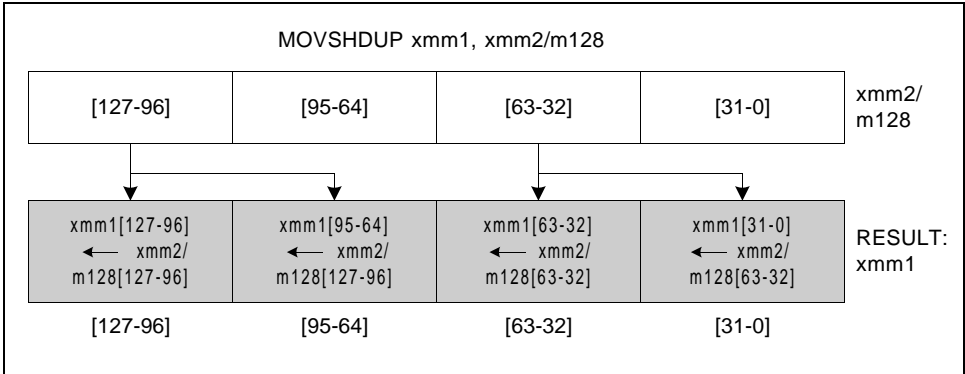 MOVSHDUP xmm1, xmm2/m128
[127-96] [95-64] [63-32] [31-0] xmm2/
m128
xmm1[127-96] xmm1[95-64] xmm1[63-32] xmm1[31-0]
← xmm2/ ← xmm2/ ← xmm2/ ← xmm2/
m128[127-96] m128[127-96] m128[63-32] m128[63-32]
RESULT:
xmm1
[127-96] [95-64] [63-32] [31-0]